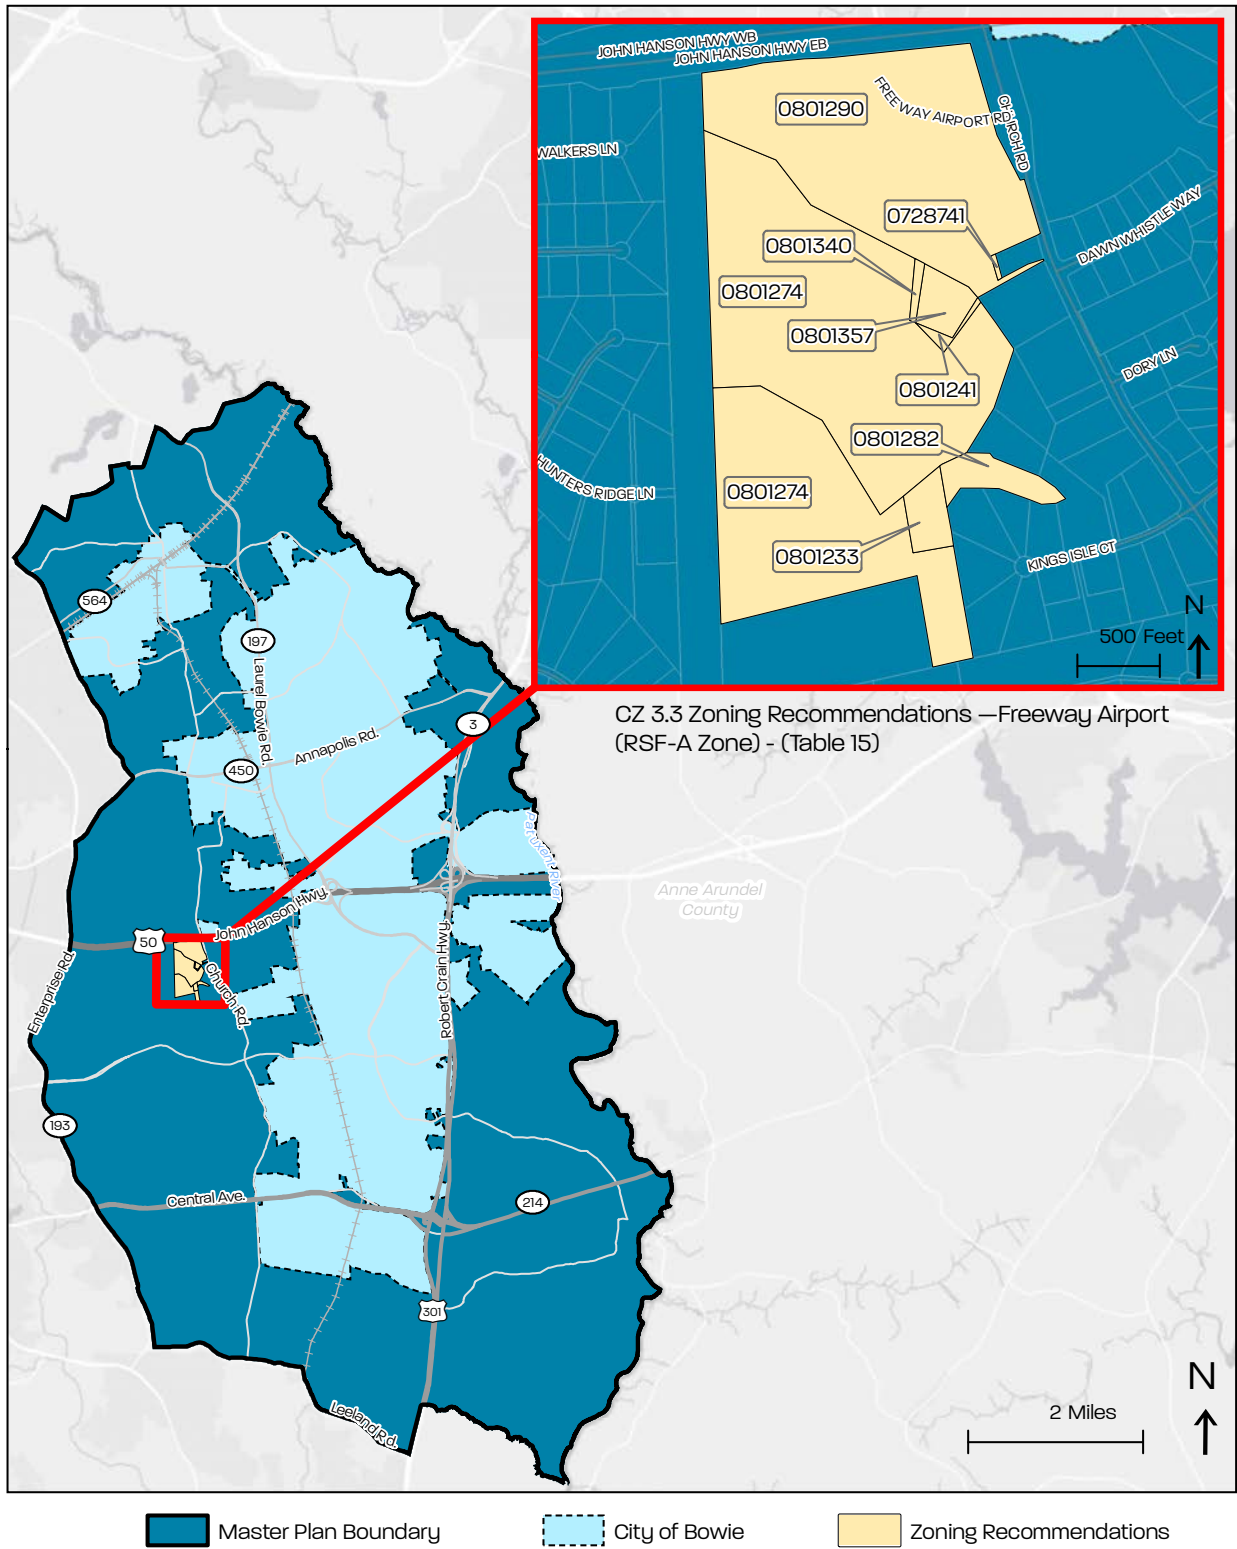 JOHN HANSON HWY WB
JOHN HANSON HWY EB
FREEWAY AIRPORT RD
CHURCH RD
0801290
WALKERS LN
0728741
DAWN WHISTLE WAY
0801340
0801274
0801357
DORY LN
0801241
0801282
HUNTERS RIDGE LN
0801274
0801233
KINGS ISLE CT
N
500 Feet
CZ 3.3 Zoning Recommendations —Freeway Airport
(RSF-A Zone) - (Table 15)
564
197
Laurel Bowie Rd.
3
Annapolis Rd.
450
Patuxent River
Anne Arundel
County
John Hanson Hwy.
50
Enterprise Rd.
Church Rd.
Robert Crain Hwy.
193
Central Ave.
214
301
Leeland Rd.
N
2 Miles
Master Plan Boundary
City of Bowie
Zoning Recommendations